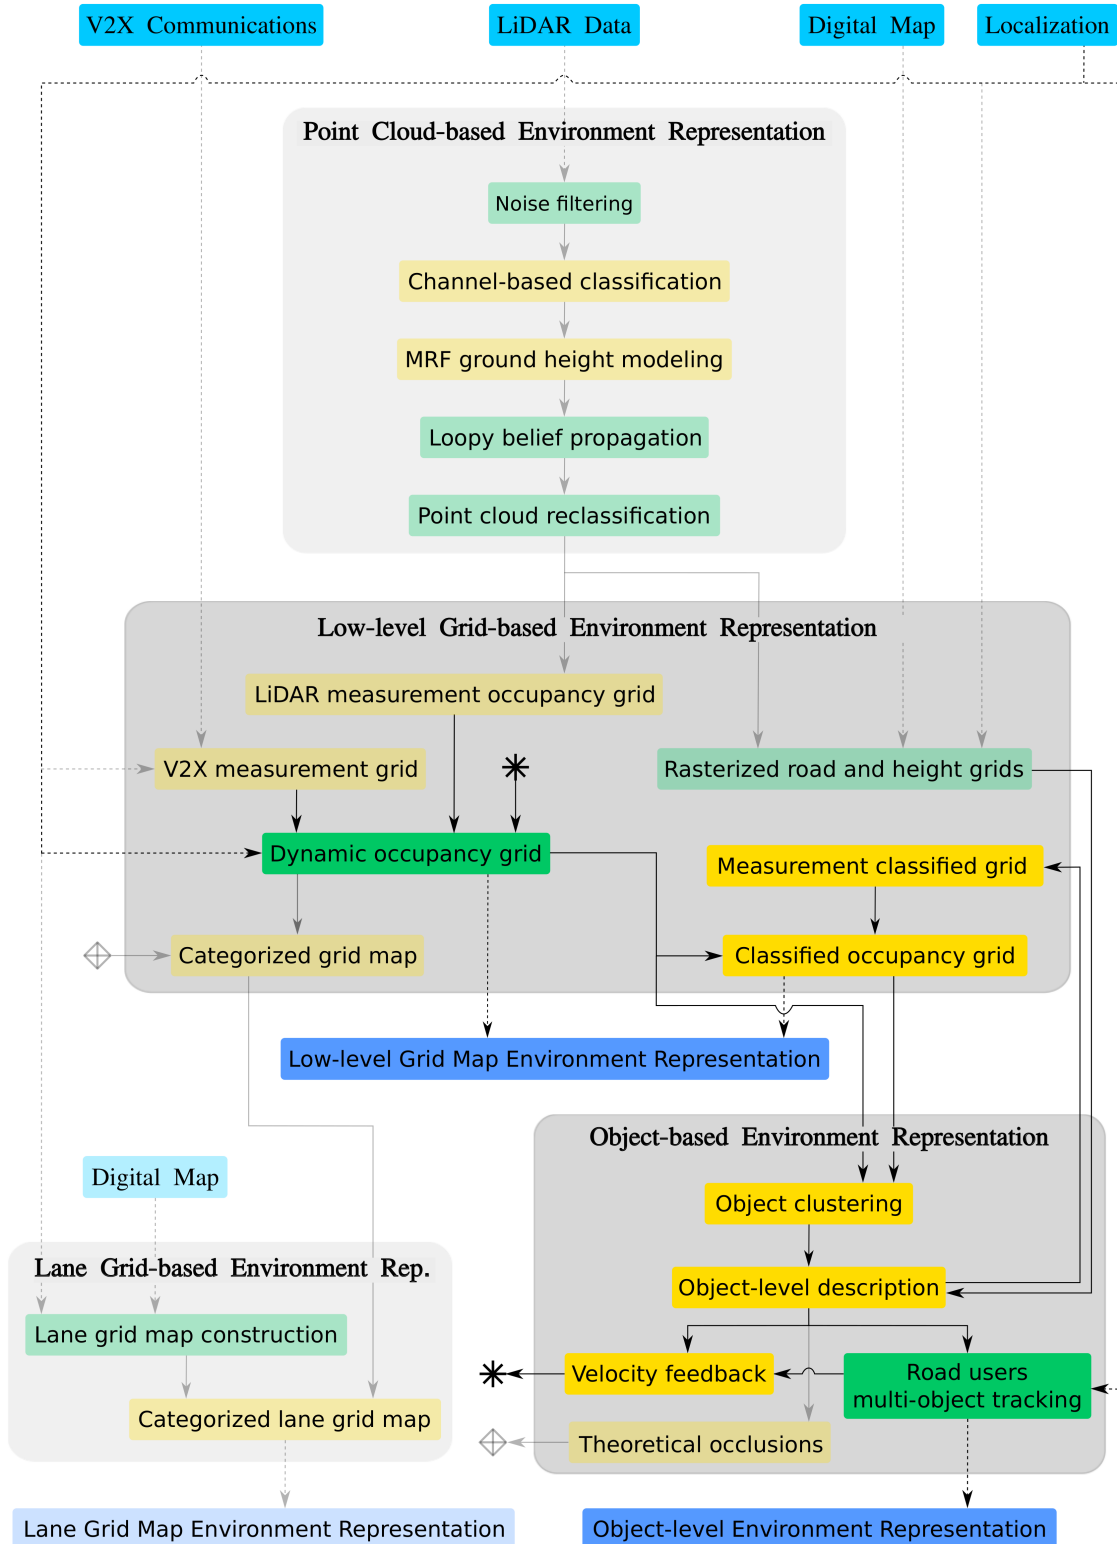 V2X Communications
LiDAR Data
Digital Map
Localization
Point Cloud-based Environment Representation
Noise filtering
Channel-based classification
MRF ground height modeling
Loopy belief propagation
Point cloud reclassification
Low-level Grid-based Environment Representation
LiDAR measurement occupancy grid
V2X measurement grid
Rasterized road and height grids
Dynamic occupancy grid
Measurement classified grid
Categorized grid map
Classified occupancy grid
Low-level Grid Map Environment Representation
Object-based Environment Representation
Digital Map
Object clustering
Lane Grid-based Environment Rep.
Object-level description
Lane grid map construction
Velocity feedback
Road users
multi-object tracking
Categorized lane grid map
Theoretical occlusions
Lane Grid Map Environment Representation
Object-level Environment Representation